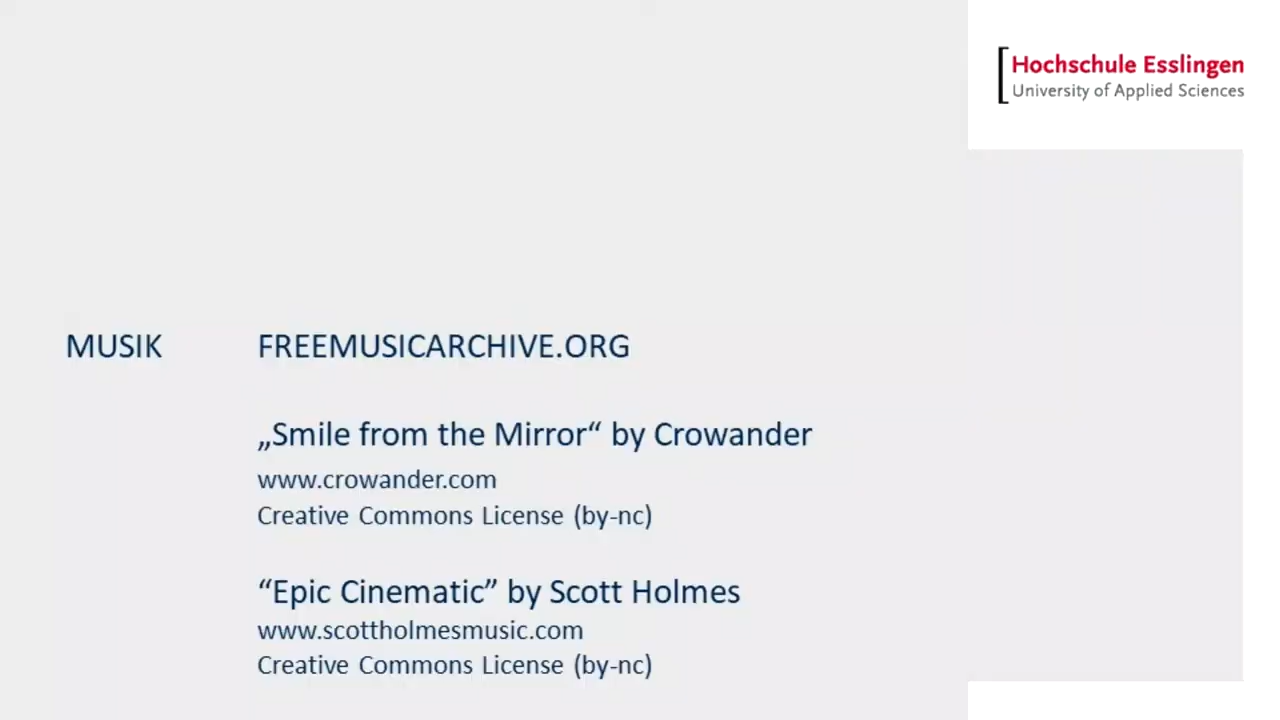 [Hochschule Esslingen
University of Applied Sciences
MUSIK FREEMUSICARCHIVE.ORG
„Smile from the Mirror“ by Crowander
www.crowander.com
Creative Commons License (by-nc)
“Epic Cinematic” by Scott Holmes
www.scottholmesmusic.com
Creative Commons License (by-nc)